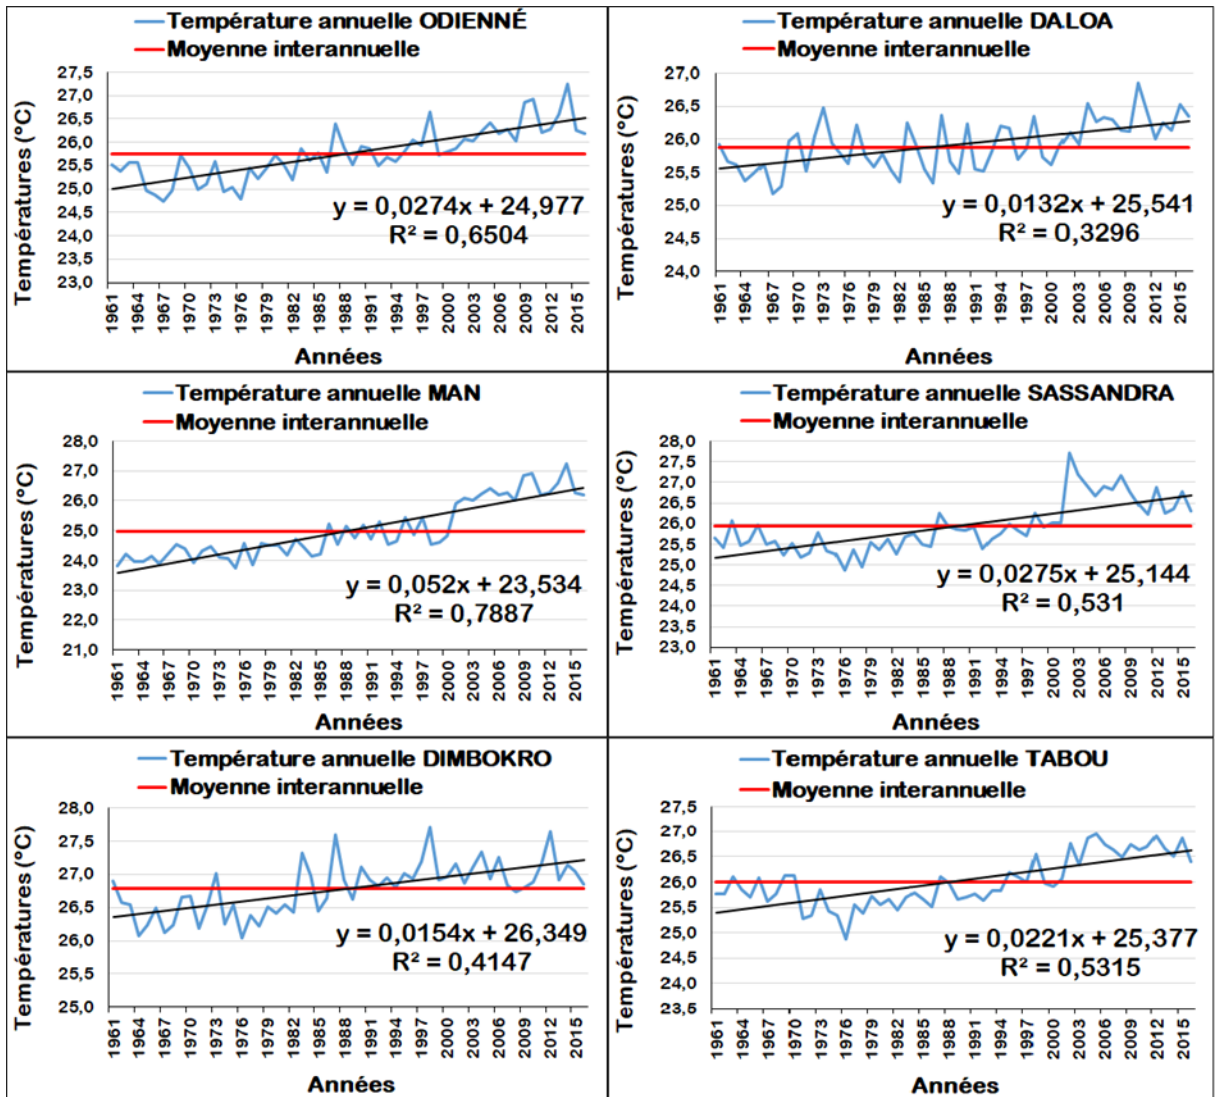 Température annuelle ODIENNÉ
Moyenne interannuelle
Températures (°C)
27,5
27,0
26,5
26,0
25,5
25,0
24,5
24,0
23,5
23,0
y = 0,0274x + 24,977
R² = 0,6504
1961 1964 1967 1970 1973 1976 1979 1982 1985 1988 1991 1994 1997 2000 2003 2006 2009 2012 2015
Années
Température annuelle DALOA
Moyenne interannuelle
Températures (°C)
27,0
26,5
26,0
25,5
25,0
24,5
24,0
y = 0,0132x + 25,541
R² = 0,3296
1961 1964 1967 1970 1973 1976 1979 1982 1985 1988 1991 1994 1997 2000 2003 2006 2009 2012 2015
Années
Température annuelle MAN
Moyenne interannuelle
Températures (°C)
28,0
27,0
26,0
25,0
24,0
23,0
22,0
21,0
y = 0,052x + 23,534
R² = 0,7887
1961 1964 1967 1970 1973 1976 1979 1982 1985 1988 1991 1994 1997 2000 2003 2006 2009 2012 2015
Années
Température annuelle SASSANDRA
Moyenne interannuelle
Températures (°C)
28,0
27,5
27,0
26,5
26,0
25,5
25,0
24,5
24,0
23,5
23,0
y = 0,0275x + 25,144
R² = 0,531
1961 1964 1967 1970 1973 1976 1979 1982 1985 1988 1991 1994 1997 2000 2003 2006 2009 2012 2015
Années
Température annuelle DIMBOKRO
Moyenne interannuelle
Températures (°C)
28,0
27,5
27,0
26,5
26,0
25,5
25,0
y = 0,0154x + 26,349
R² = 0,4147
1961 1964 1967 1970 1973 1976 1979 1982 1985 1988 1991 1994 1997 2000 2003 2006 2009 2012 2015
Années
Température annuelle TABOU
Moyenne interannuelle
Températures (°C)
27,5
27,0
26,5
26,0
25,5
25,0
24,5
24,0
23,5
y = 0,0221x + 25,377
R² = 0,5315
1961 1964 1967 1970 1973 1976 1979 1982 1985 1988 1991 1994 1997 2000 2003 2006 2009 2012 2015
Années